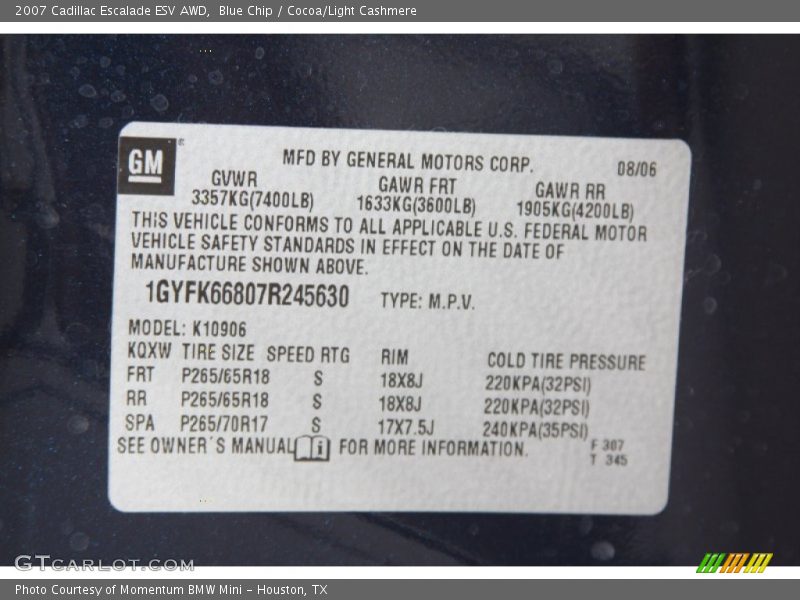 2007 Cadillac Escalade ESV AWD,  Blue Chip / Cocoa/Light Cashmere
GM®
MFD BY GENERAL MOTORS CORP.
08/06
GVWR GAWR FRT GAWR RR
3357KG(7400LB) 1633KG(3600LB) 1905KG(4200LB)
THIS VEHICLE CONFORMS TO ALL APPLICABLE U.S. FEDERAL MOTOR
VEHICLE SAFETY STANDARDS IN EFFECT ON THE DATE OF
MANUFACTURE SHOWN ABOVE.
1GYFK66807R245630 TYPE: M.P.V.
MODEL: K10906
KQXW TIRE SIZE SPEED RTG RIM COLD TIRE PRESSURE
FRT P265/65R18 S 18X8J 220KPA(32PSI)
RR P265/65R18 S 18X8J 220KPA(32PSI)
SPA P265/70R17 S 17X7.5J 240KPA(35PSI)
SEE OWNER'S MANUAL i FOR MORE INFORMATION.
F 307
T 345
GTCARLOT.COM
Photo Courtesy of Momentum BMW Mini - Houston, TX